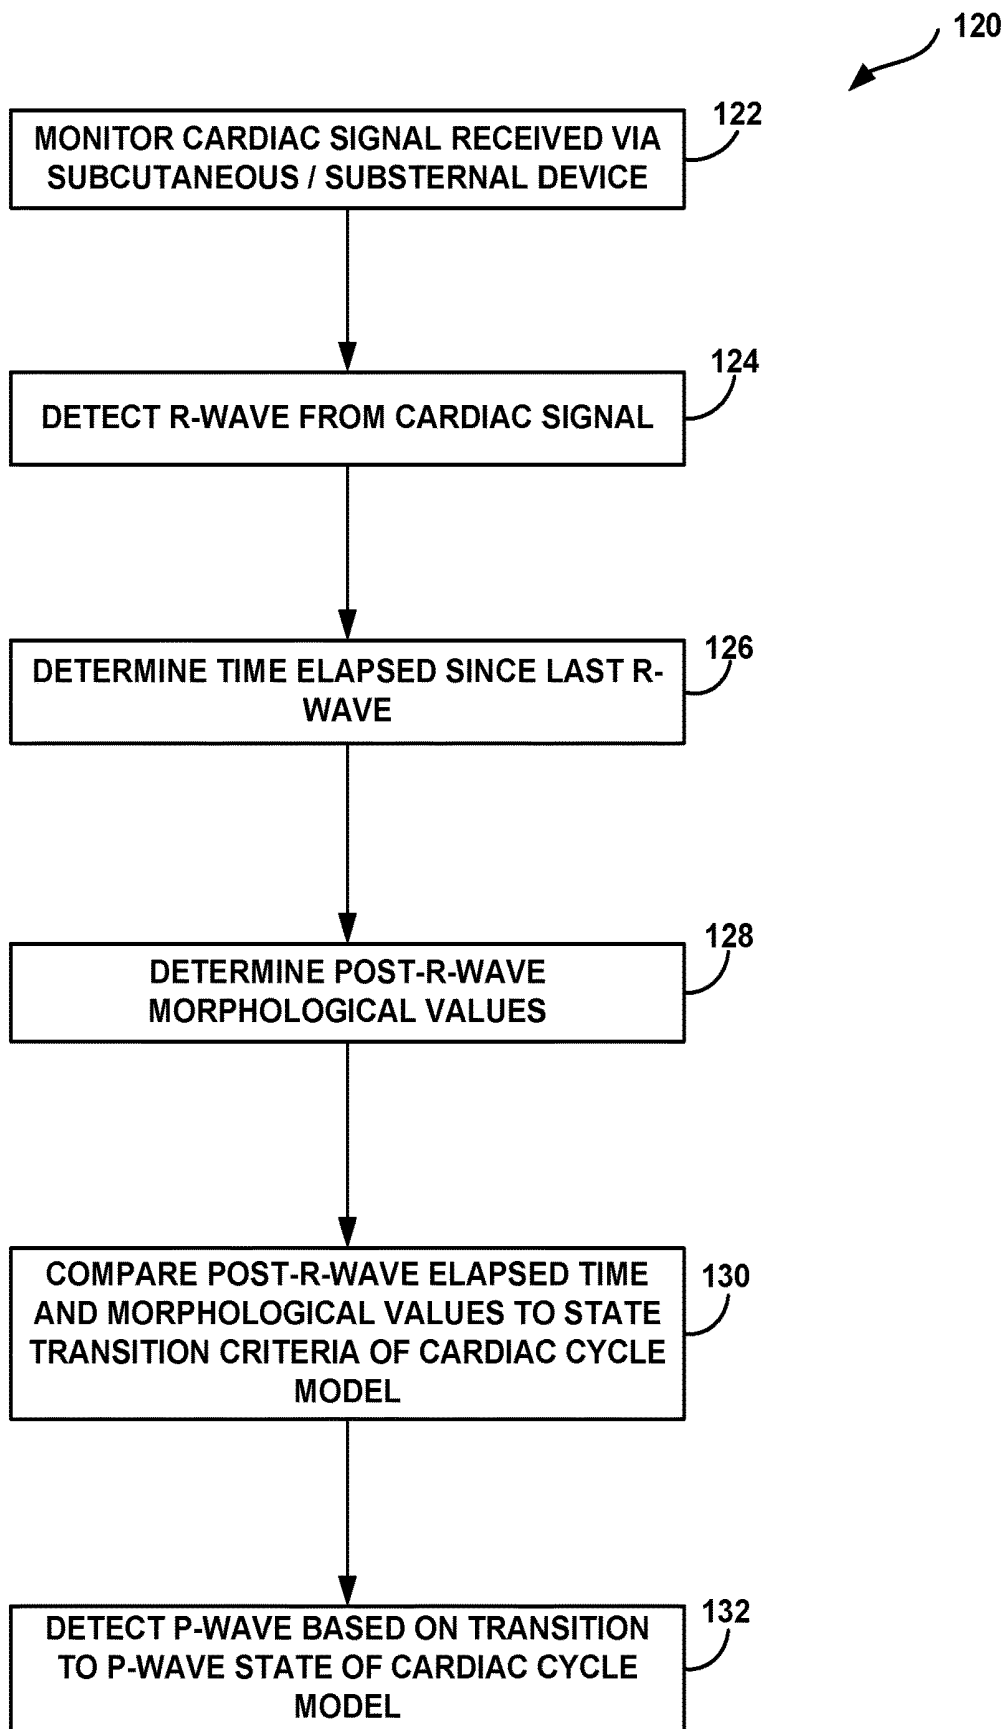 120
MONITOR CARDIAC SIGNAL RECEIVED VIA
SUBCUTANEOUS / SUBSTERNAL DEVICE
122
DETECT R-WAVE FROM CARDIAC SIGNAL
124
DETERMINE TIME ELAPSED SINCE LAST R-
WAVE
126
DETERMINE POST-R-WAVE
MORPHOLOGICAL VALUES
128
COMPARE POST-R-WAVE ELAPSED TIME
AND MORPHOLOGICAL VALUES TO STATE
TRANSITION CRITERIA OF CARDIAC CYCLE
MODEL
130
DETECT P-WAVE BASED ON TRANSITION
TO P-WAVE STATE OF CARDIAC CYCLE
MODEL
132